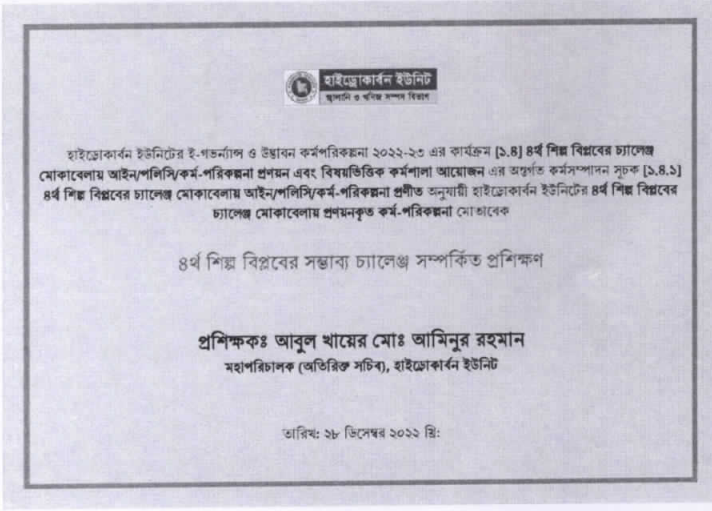 হাইড্রোকার্বন ইউনিট
জ্বালানি ও খনিজ সম্পদ বিভাগ
হাইড্রোকার্বন ইউনিটের ই-গভর্ন্যান্স ও উদ্ভাবন কর্মপরিকল্পনা ২০২২-২৩ এর কার্যক্রম [১.৪] ৪র্থ শিল্প বিপ্লবের চ্যালেঞ্জ
মোকাবেলায় আইন/পলিসি/কর্ম-পরিকল্পনা প্রণয়ন এবং বিষয়ভিত্তিক কর্মশালা আয়োজন এর অন্তর্গত কর্মসম্পাদন সূচক [১.৪.১]
৪র্থ শিল্প বিপ্লবের চ্যালেঞ্জ মোকাবেলায় আইন/পলিসি/কর্ম-পরিকল্পনা প্রণীত অনুযায়ী হাইড্রোকার্বন ইউনিটের ৪র্থ শিল্প বিপ্লবের
চ্যালেঞ্জ মোকাবেলায় প্রণয়নকৃত কর্ম-পরিকল্পনা মোতাবেক
৪র্থ শিল্প বিপ্লবের সম্ভাব্য চ্যালেঞ্জ সম্পর্কিত প্রশিক্ষণ
প্রশিক্ষকঃ আবুল খায়ের মোঃ আমিনুর রহমান
মহাপরিচালক (অতিরিক্ত সচিব), হাইড্রোকার্বন ইউনিট
তারিখ: ২৮ ডিসেম্বর ২০২২ খ্রি: